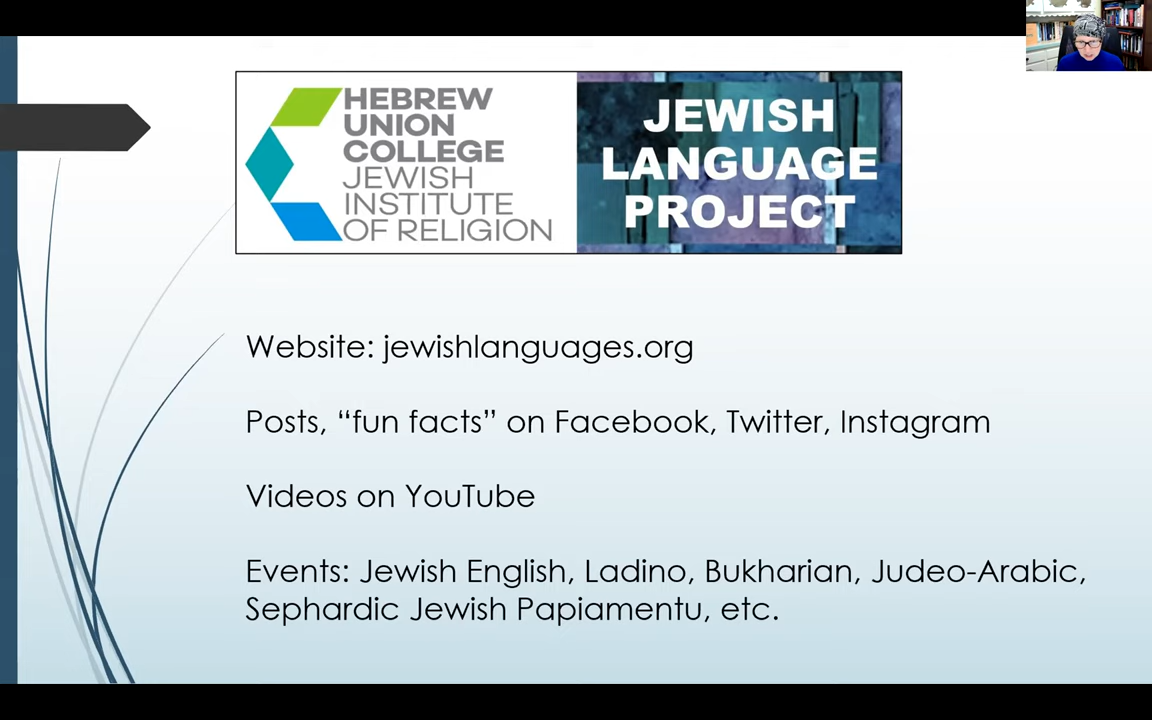 HEBREW
UNION
COLLEGE
JEWISH
INSTITUTE
OF RELIGION
JEWISH
LANGUAGE
PROJECT
Website: jewishlanguages.org
Posts, “fun facts” on Facebook, Twitter, Instagram
Videos on YouTube
Events: Jewish English, Ladino, Bukharian, Judeo-Arabic,
Sephardic Jewish Papiamentu, etc.